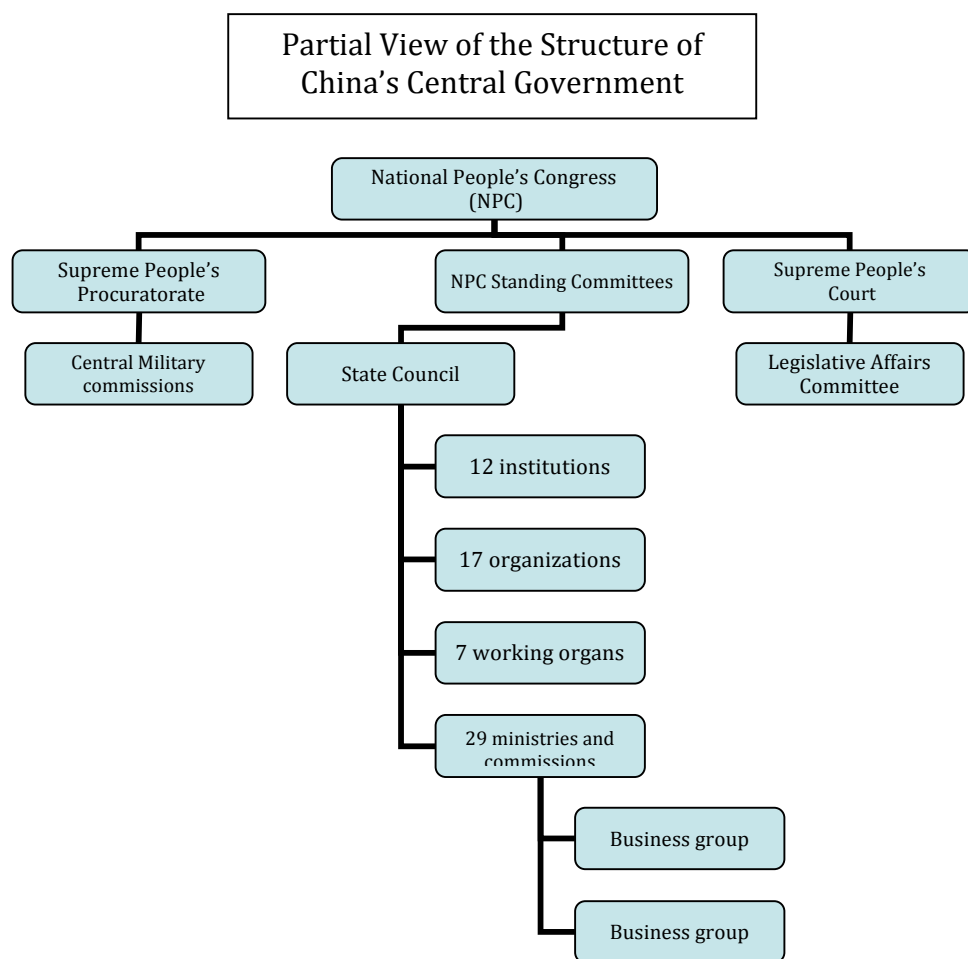 Partial View of the Structure of
China’s Central Government
National People’s Congress
(NPC)
Supreme People’s
Procuratorate
NPC Standing Committees
Supreme People’s
Court
Central Military
commissions
State Council
Legislative Affairs
Committee
12 institutions
17 organizations
7 working organs
29 ministries and
commissions
Business group
Business group